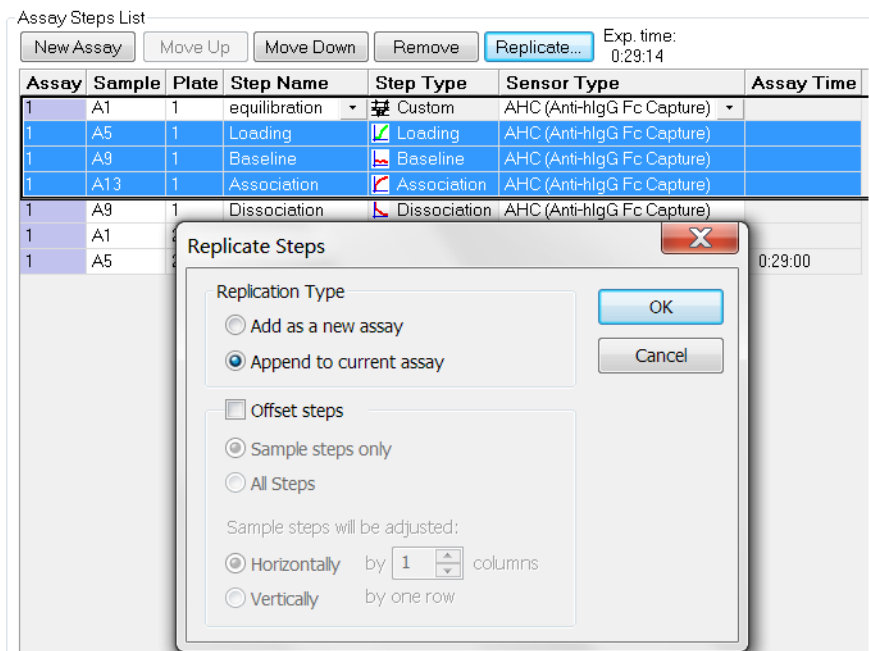 Assay Steps List
New Assay Move Up Move Down Remove Replicate... Exp. time: 0:29:14
Assay Sample Plate Step Name Step Type Sensor Type Assay Time
1 A1 1 equilibration Custom AHC (Anti-hIgG Fc Capture)
1 A5 1 Loading Loading AHC (Anti-hIgG Fc Capture)
1 A9 1 Baseline Baseline AHC (Anti-hIgG Fc Capture)
1 A13 1 Association Association AHC (Anti-hIgG Fc Capture)
1 A9 1 Dissociation Dissociation AHC (Anti-hIgG Fc Capture)
1 A1
1 A5 0:29:00
Replicate Steps
Replication Type
Add as a new assay
Append to current assay
OK
Cancel
Offset steps
Sample steps only
All Steps
Sample steps will be adjusted:
Horizontally by 1 columns
Vertically by one row